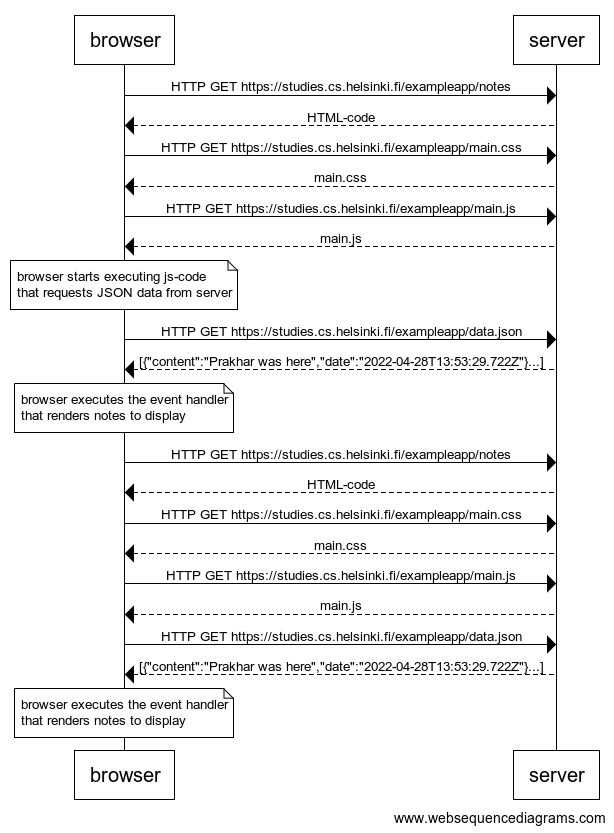 browser
server
HTTP GET https://studies.cs.helsinki.fi/exampleapp/notes
HTML-code
HTTP GET https://studies.cs.helsinki.fi/exampleapp/main.css
main.css
HTTP GET https://studies.cs.helsinki.fi/exampleapp/main.js
main.js
browser starts executing js-code
that requests JSON data from server
HTTP GET https://studies.cs.helsinki.fi/exampleapp/data.json
[{"content":"Prakhar was here","date":"2022-04-28T13:53:29.722Z"}...]
browser executes the event handler
that renders notes to display
HTTP GET https://studies.cs.helsinki.fi/exampleapp/notes
HTML-code
HTTP GET https://studies.cs.helsinki.fi/exampleapp/main.css
main.css
HTTP GET https://studies.cs.helsinki.fi/exampleapp/main.js
main.js
HTTP GET https://studies.cs.helsinki.fi/exampleapp/data.json
[{"content":"Prakhar was here","date":"2022-04-28T13:53:29.722Z"}...]
browser executes the event handler
that renders notes to display
browser
server
www.websequencediagrams.com